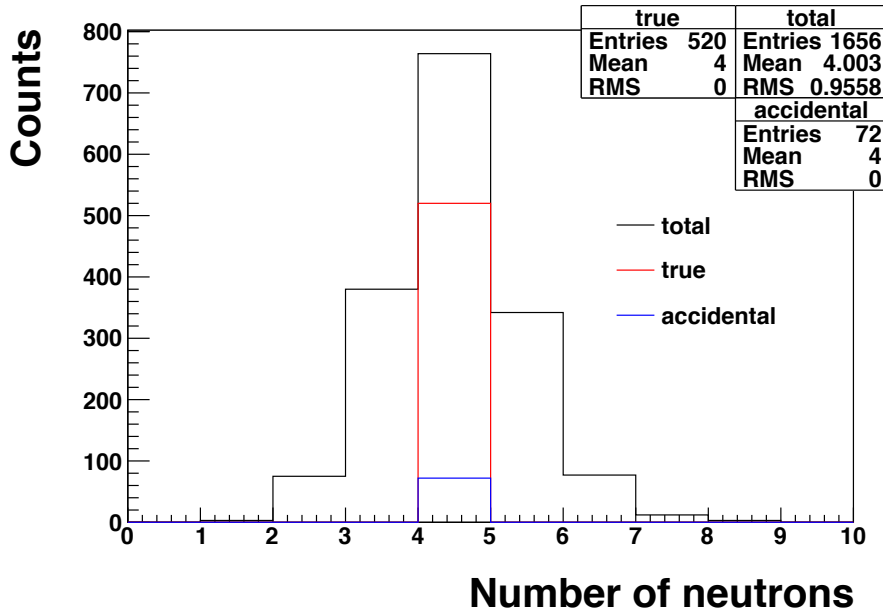 true total
Entries 520 Entries 1656
Mean 4 Mean 4.003
RMS 0 RMS 0.9558
accidental
Entries 72
Mean 4
RMS 0
Counts
800
700
600
500
400
300
200
100
0
total
true
accidental
0 1 2 3 4 5 6 7 8 9 10
Number of neutrons